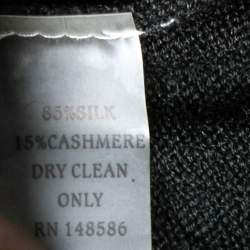 85%SILK
15%CASHMERE
DRY CLEAN
ONLY
RN 148586